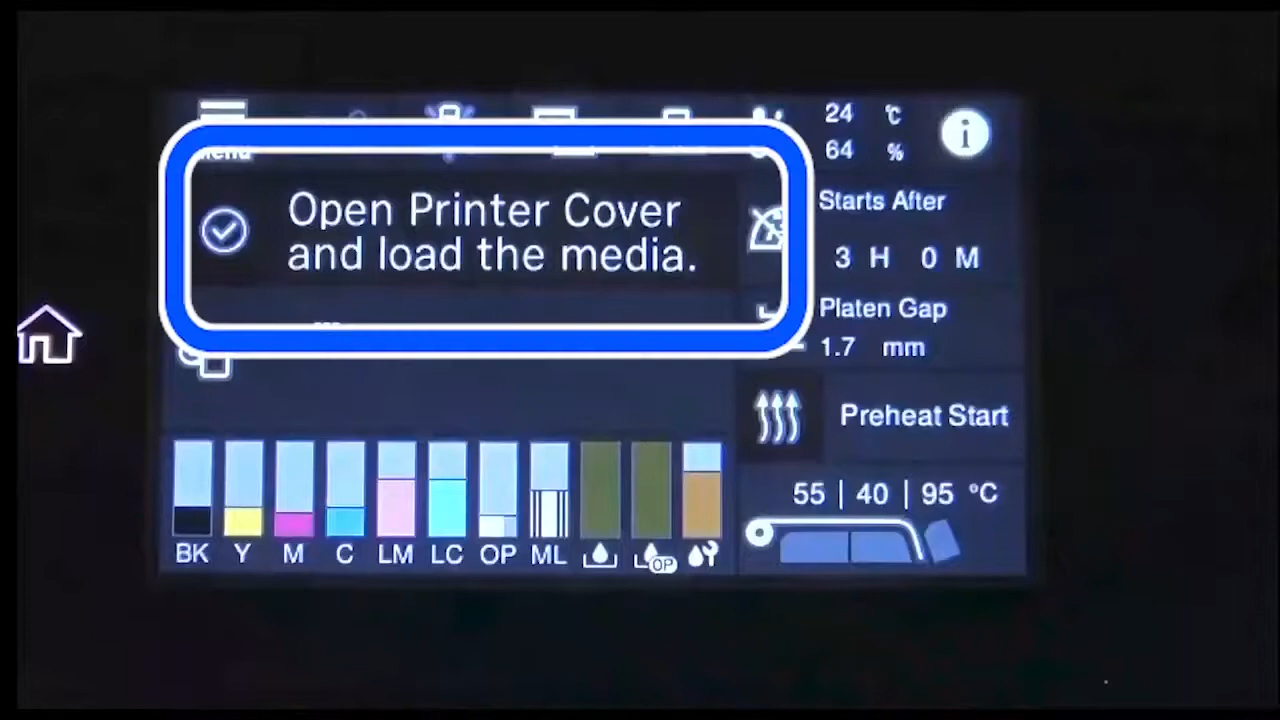 24 °C
64 %
Open Printer Cover
and load the media.
Starts After
3 H 0 M
Platen Gap
1.7 mm
Preheat Start
55 | 40 | 95 °C
BK Y M C LM LC OP ML OP